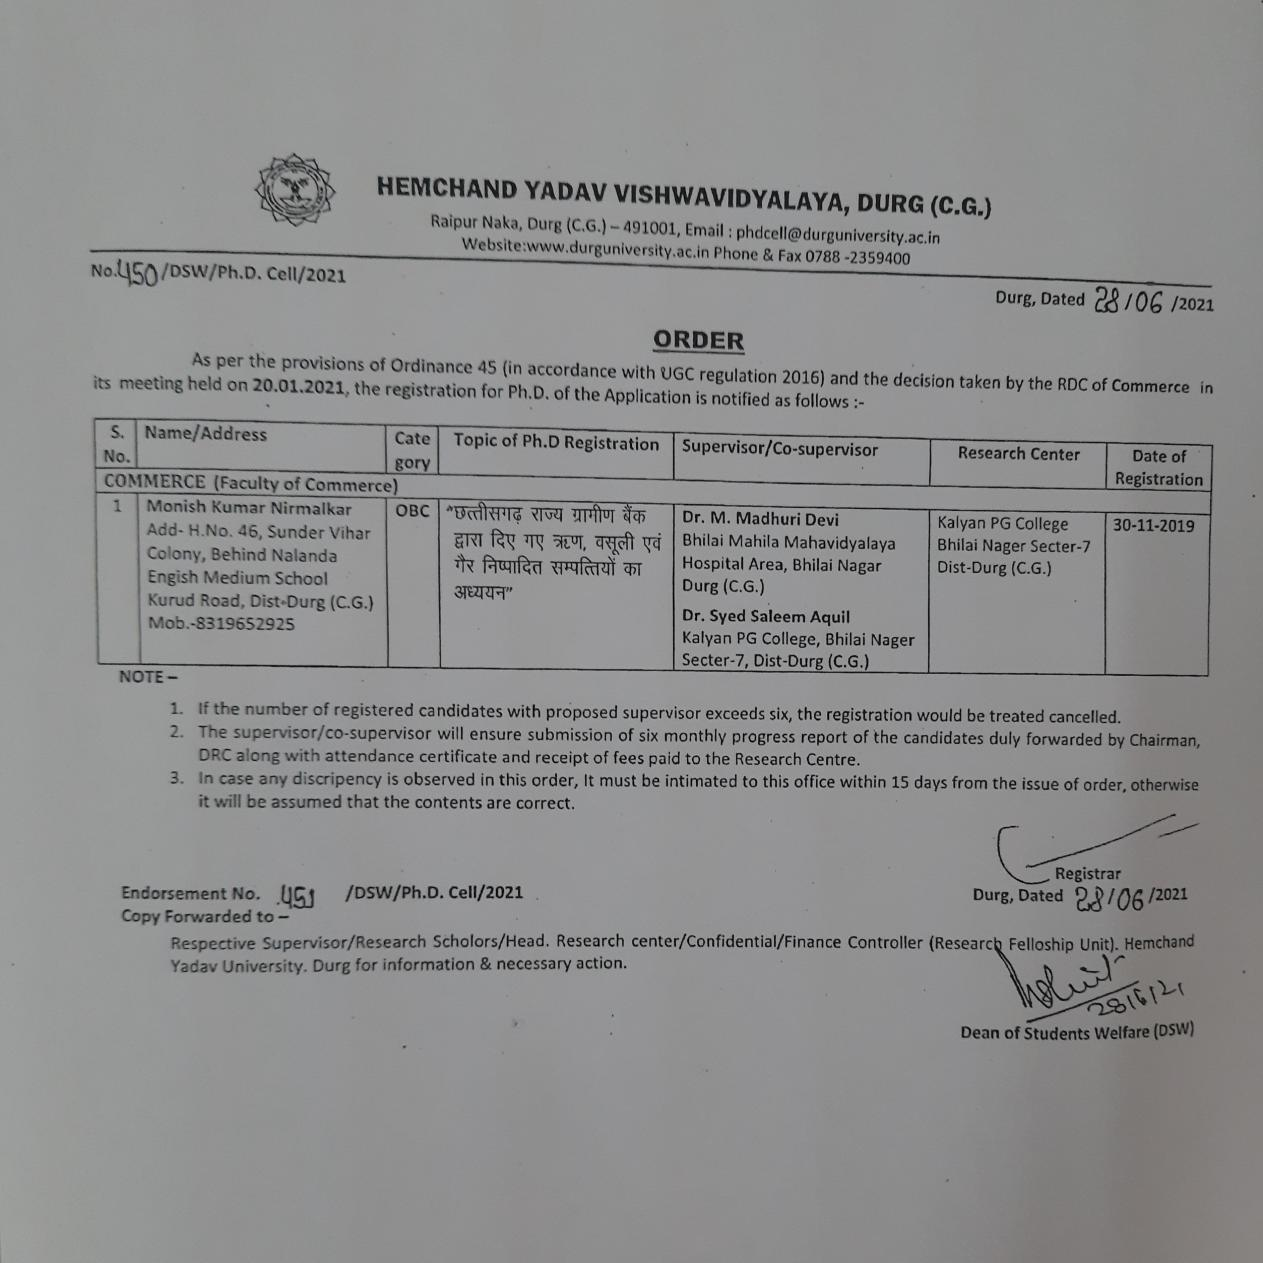 HEMCHAND YADAV VISHWAVIDYALAYA, DURG (C.G.)
Raipur Naka, Durg (C.G.) – 491001, Email : phdcell@durguniversity.ac.in
Website:www.durguniversity.ac.in Phone & Fax 0788 -2359400
No.450/DSW/Ph.D. Cell/2021
Durg, Dated 28/06/2021
ORDER
As per the provisions of Ordinance 45 (in accordance with UGC regulation 2016) and the decision taken by the RDC of Commerce in
its meeting held on 20.01.2021, the registration for Ph.D. of the Application is notified as follows :-
S. No. Name/Address Cate gory Topic of Ph.D Registration Supervisor/Co-supervisor Research Center Date of Registration
COMMERCE (Faculty of Commerce)
1 Monish Kumar Nirmalkar OBC "छत्तीसगढ़ राज्य ग्रामीण बैंक Dr. M. Madhuri Devi Kalyan PG College 30-11-2019
Add- H.No. 46, Sunder Vihar द्वारा दिए गए ऋण, वसूली एवं Bhilai Mahila Mahavidyalaya Bhilai Nager Secter-7
Colony, Behind Nalanda गैर निष्पादित सम्पत्तियों का Hospital Area, Bhilai Nagar Dist-Durg (C.G.)
Engish Medium School अध्ययन" Durg (C.G.)
Kurud Road, Dist-Durg (C.G.) Dr. Syed Saleem Aquil
Mob.-8319652925 Kalyan PG College, Bhilai Nager
Secter-7, Dist-Durg (C.G.)
NOTE –
1. If the number of registered candidates with proposed supervisor exceeds six, the registration would be treated cancelled.
2. The supervisor/co-supervisor will ensure submission of six monthly progress report of the candidates duly forwarded by Chairman,
DRC along with attendance certificate and receipt of fees paid to the Research Centre.
3. In case any discripency is observed in this order, It must be intimated to this office within 15 days from the issue of order, otherwise
it will be assumed that the contents are correct.
Registrar
Endorsement No. 451 /DSW/Ph.D. Cell/2021
Durg, Dated 28/06/2021
Copy Forwarded to –
Respective Supervisor/Research Scholors/Head. Research center/Confidential/Finance Controller (Research Felloship Unit). Hemchand
Yadav University. Durg for information & necessary action.
28/6/21
Dean of Students Welfare (DSW)